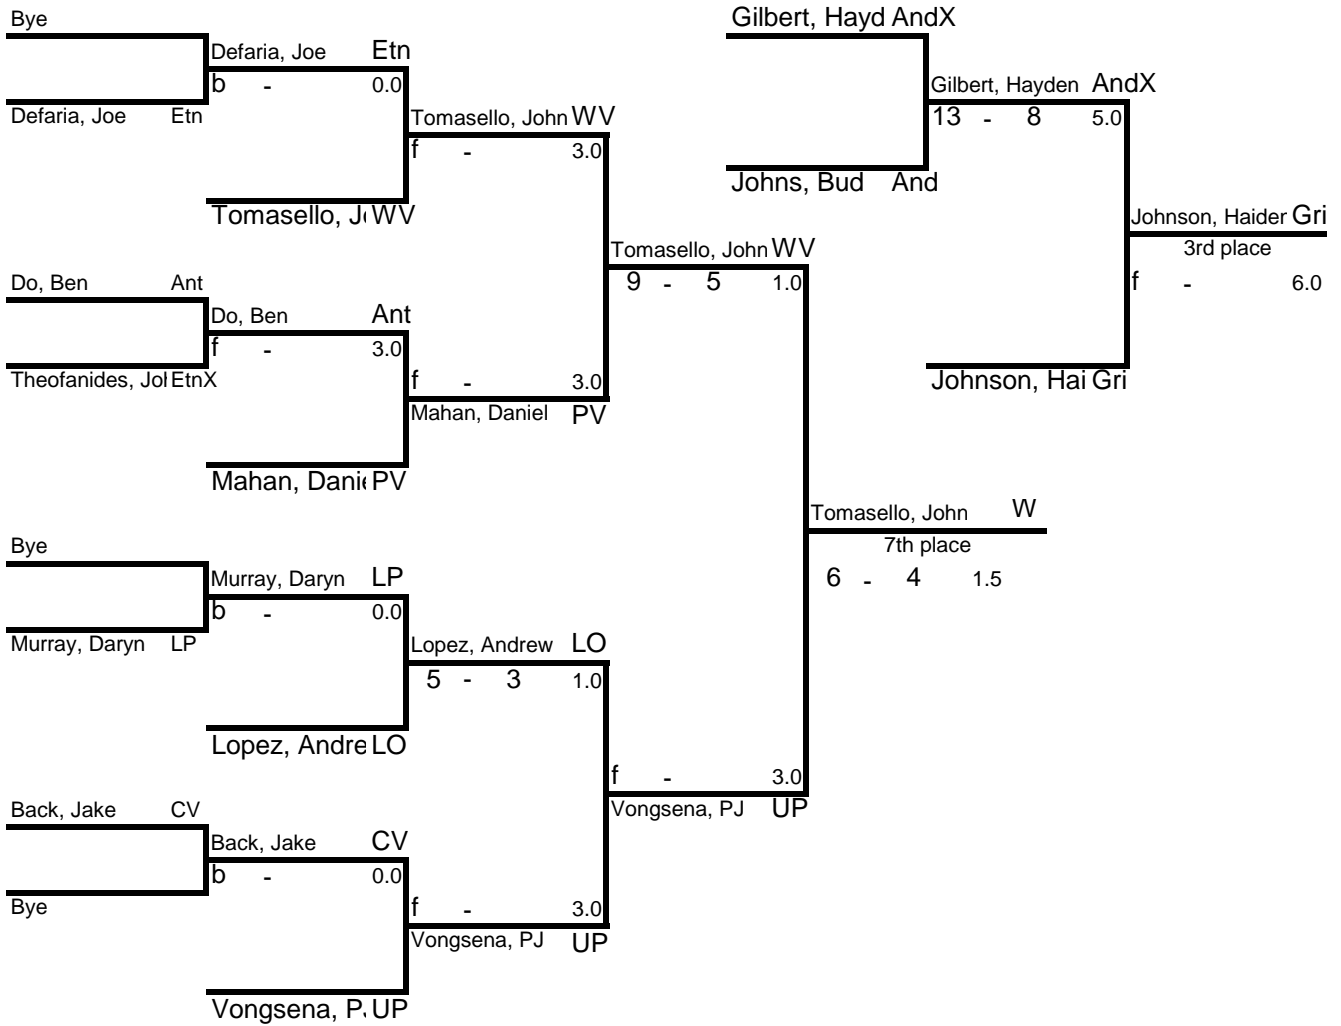 Bye
Defaria, Joe Etn
b - 0.0
Defaria, Joe Etn
Tomasello, John WV
f - 3.0
Tomasello, J WV
Tomasello, John WV
9 - 5 1.0
Do, Ben Ant
Do, Ben Ant
f - 3.0
Theofanides, Jol EtnX
f - 3.0
Mahan, Daniel PV
Mahan, Danie PV
Tomasello, John W
7th place
6 - 4 1.5
Bye
Murray, Daryn LP
b - 0.0
Murray, Daryn LP
Lopez, Andrew LO
5 - 3 1.0
Lopez, Andre LO
f - 3.0
Vongsena, PJ UP
Back, Jake CV
Back, Jake CV
b - 0.0
Bye
f - 3.0
Vongsena, PJ UP
Vongsena, P. UP
Gilbert, Hayd AndX
Gilbert, Hayden AndX
13 - 8 5.0
Johns, Bud And
Johnson, Haider Gri
3rd place
f - 6.0
Johnson, Hai Gri